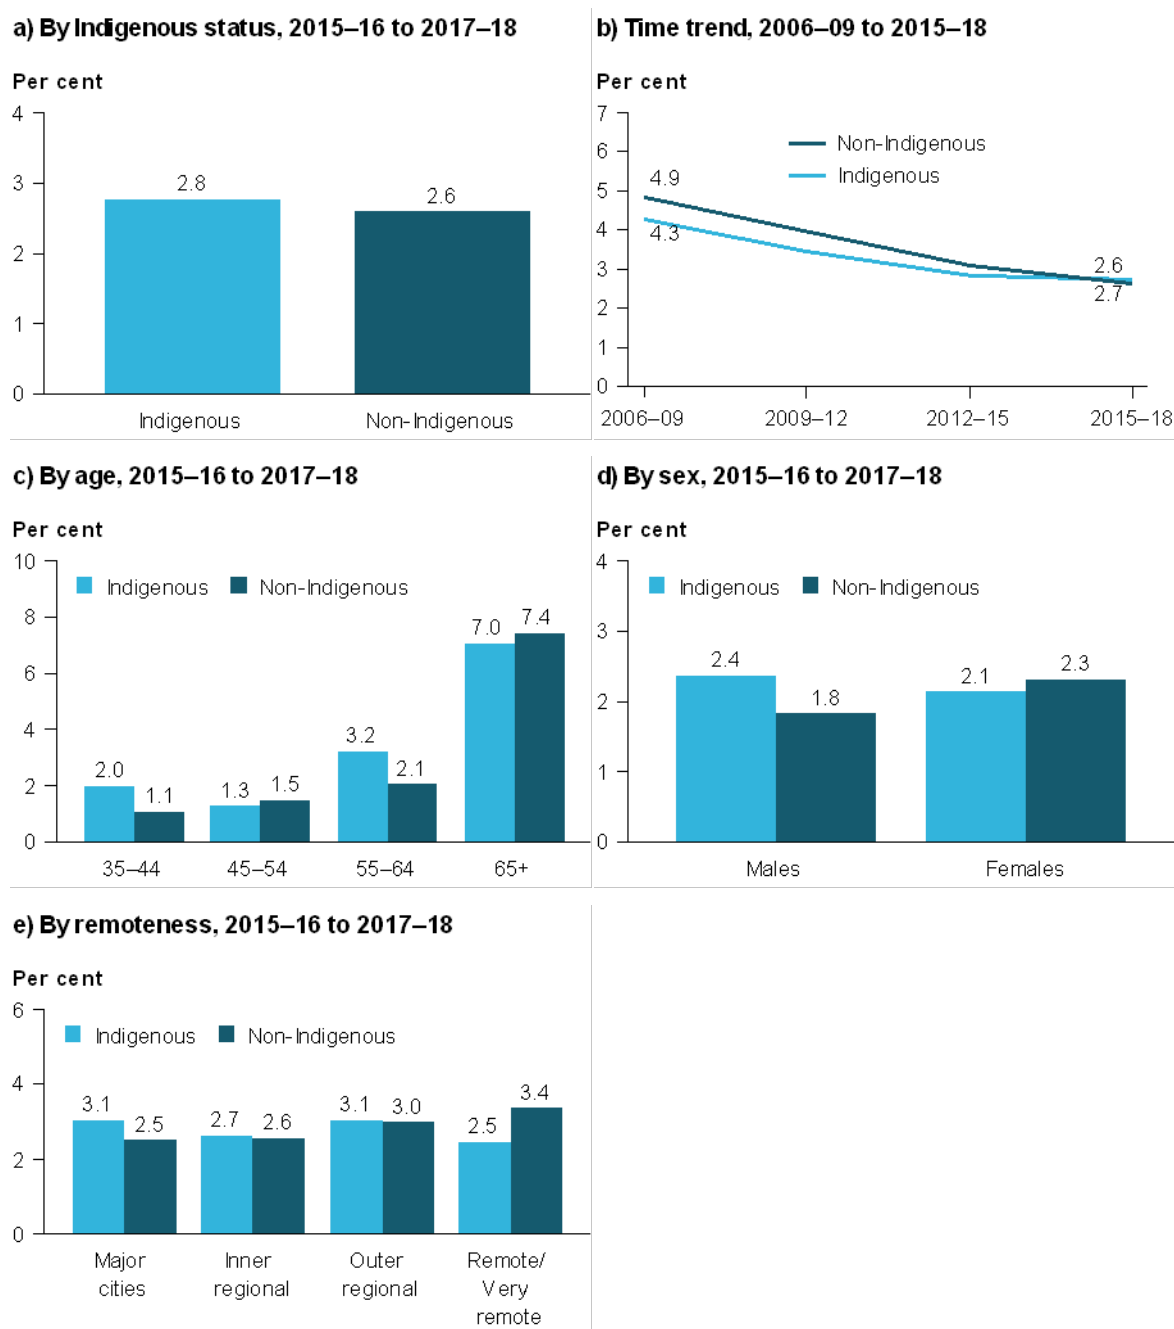 a) By Indigenous status, 2015–16 to 2017–18
Per cent
4
3
2
1
0
2.8
2.6
Indigenous
Non-Indigenous
b) Time trend, 2006–09 to 2015–18
Per cent
7
6
5
4
3
2
1
0
Non-Indigenous
Indigenous
4.9
4.3
2.6
2.7
2006–09
2009–12
2012–15
2015–18
c) By age, 2015–16 to 2017–18
Per cent
10
8
6
4
2
0
Indigenous
Non-Indigenous
2.0
1.1
1.3
1.5
3.2
2.1
7.0
7.4
35–44
45–54
55–64
65+
d) By sex, 2015–16 to 2017–18
Per cent
4
3
2
1
0
Indigenous
Non-Indigenous
2.4
1.8
2.1
2.3
Males
Females
e) By remoteness, 2015–16 to 2017–18
Per cent
6
4
2
0
Indigenous
Non-Indigenous
3.1
2.5
2.7
2.6
3.1
3.0
2.5
3.4
Major
cities
Inner
regional
Outer
regional
Remote/
Very
remote